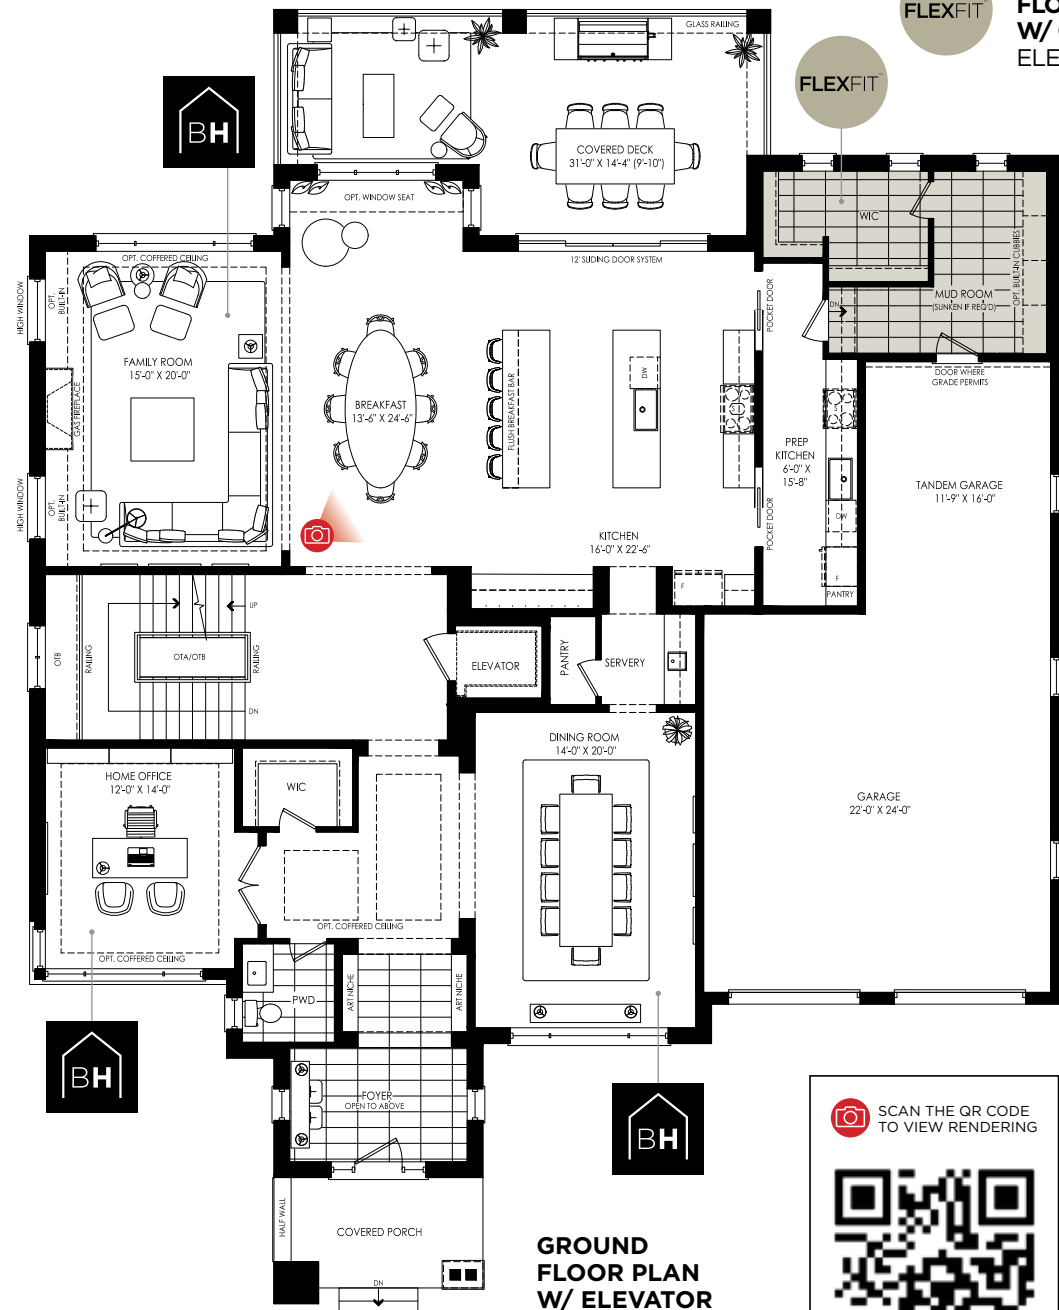 FLEXFIT™
FLO
W/
ELE
FLEXFIT™
BH
GLASS RAILING
COVERED DECK
31'-0" X 14'-4" (9'-10")
OPT. WINDOW SEAT
WIC
OPT. COFFERED CEILING
12' SLIDING DOOR SYSTEM
HIGH WINDOW
OPT.
BUILT-IN
POCKET DOOR
OPT. BUILT-IN CUBBIES
MUD ROOM
(SUNKEN IF REQ'D)
DN
FAMILY ROOM
15'-0" X 20'-0"
GAS FIREPLACE
BREAKFAST
13'-6" X 24'-6"
FLUSH BREAKFAST BAR
DW
S
S
DOOR WHERE
GRADE PERMITS
PREP
KITCHEN
6'-0" X
15'-8"
TANDEM GARAGE
11'-9" X 16'-0"
HIGH WINDOW
OPT.
BUILT-IN
POCKET DOOR
DW
KITCHEN
16'-0" X 22'-6"
F
F
PANTRY
UP
OTB
RAILING
OTA/OTB
RAILING
DN
ELEVATOR
PANTRY
SERVERY
HOME OFFICE
12'-0" X 14'-0"
WIC
DINING ROOM
14'-0" X 20'-0"
GARAGE
22'-0" X 24'-0"
OPT. COFFERED CEILING
OPT. COFFERED CEILING
PWD
ART NICHE
ART NICHE
BH
FOYER
OPEN TO ABOVE
BH
SCAN THE QR CODE
TO VIEW RENDERING
HALF WALL
COVERED PORCH
DN
GROUND
FLOOR PLAN
W/ ELEVATOR